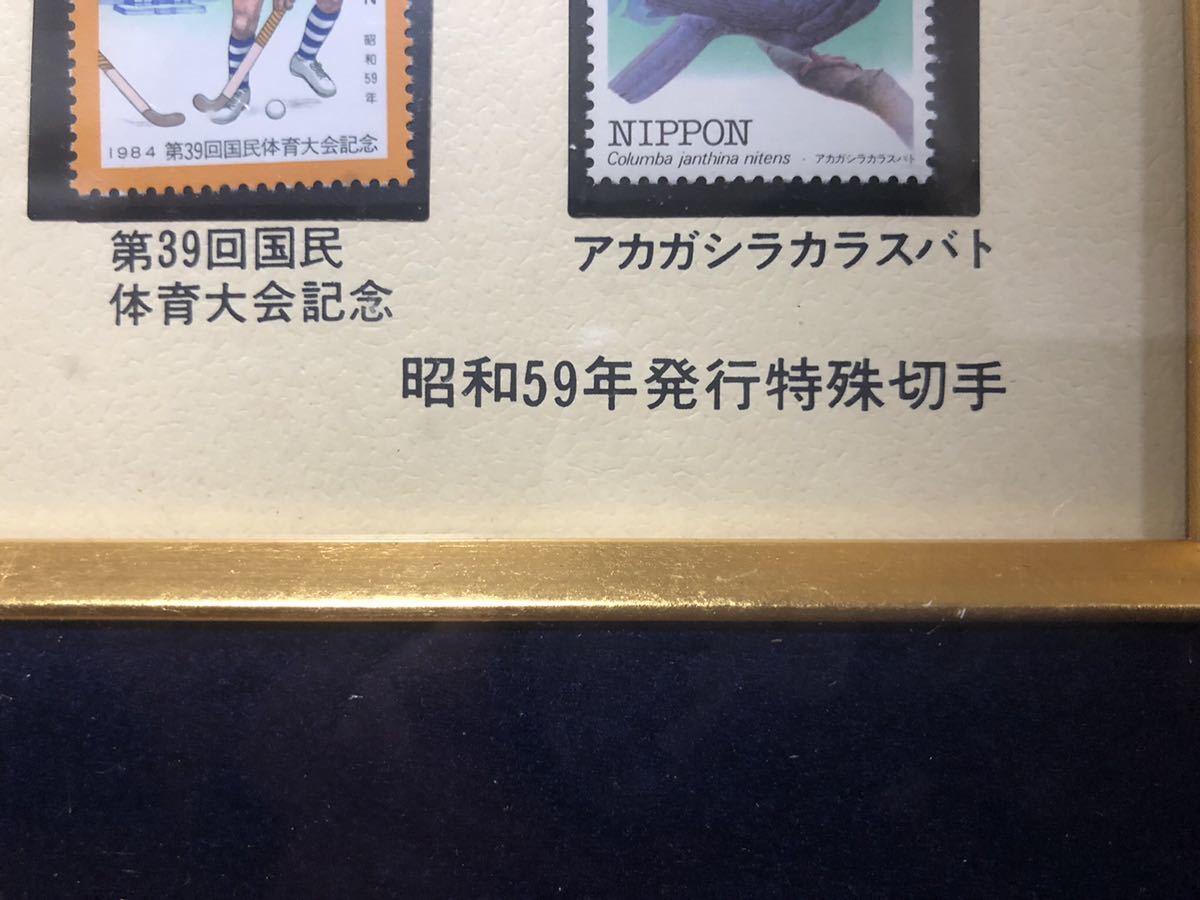 昭和59年
1984 第39回国民体育大会記念
NIPPON
Columba janthina nitens · アカガシラカラスバト
第39回国民
体育大会記念
アカガシラカラスバト
昭和59年発行特殊切手